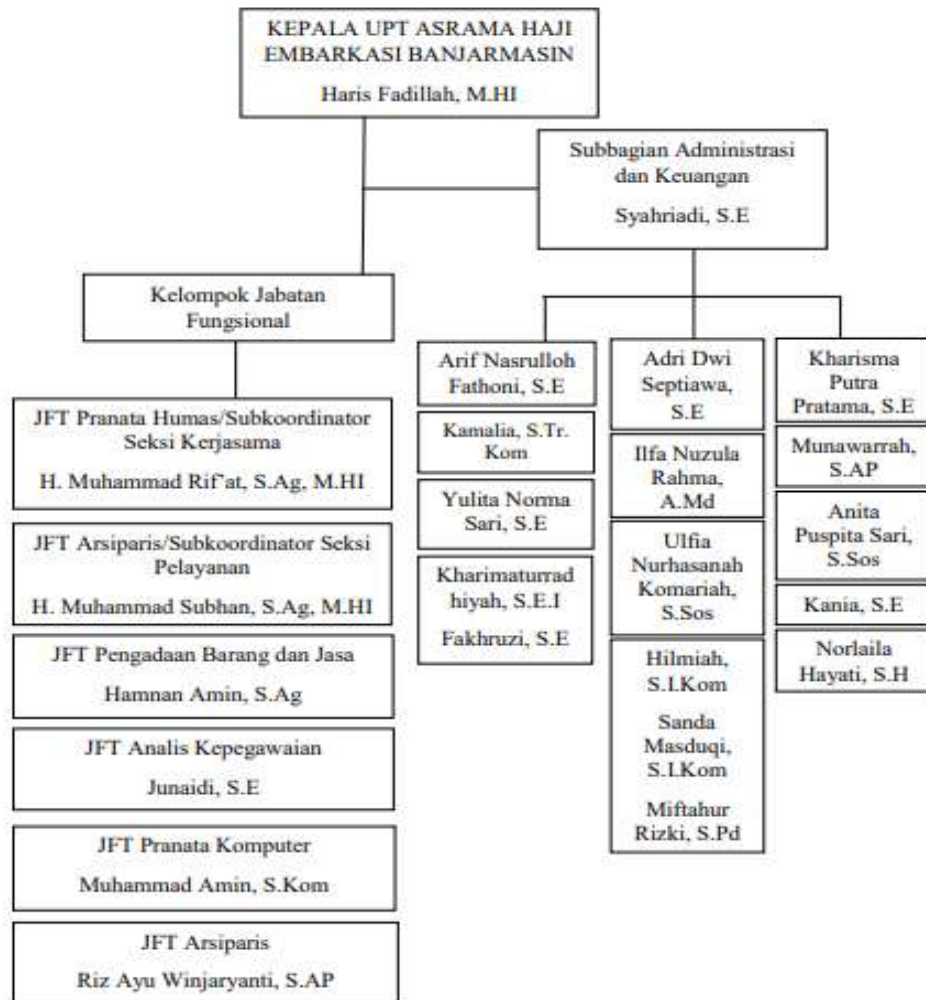 KEPALA UPT ASRAMA HAJI
EMBARKASI BANJARMASIN
Haris Fadillah, M.HI
Subbagian Administrasi
dan Keuangan
Syahriadi, S.E
Kelompok Jabatan
Fungsional
JFT Pranata Humas/Subkoordinator
Seksi Kerjasama
H. Muhammad Rif'at, S.Ag, M.HI
JFT Arsiparis/Subkoordinator Seksi
Pelayanan
H. Muhammad Subhan, S.Ag, M.HI
JFT Pengadaan Barang dan Jasa
Hamnan Amin, S.Ag
JFT Analis Kepegawaian
Junaidi, S.E
JFT Pranata Komputer
Muhammad Amin, S.Kom
JFT Arsiparis
Riz Ayu Winjaryanti, S.AP
Arif Nasrulloh
Fathoni, S.E
Kamalia, S.Tr.
Kom
Yulita Norma
Sari, S.E
Kharimaturrad
hiyah, S.E.I
Fakhruzi, S.E
Adri Dwi
Septiawa,
S.E
Ilfa Nuzula
Rahma,
A.Md
Ulfia
Nurhasanah
Komariah,
S.Sos
Hilmiah,
S.I.Kom
Sanda
Masduqi,
S.I.Kom
Miftahur
Rizki, S.Pd
Kharisma
Putra
Pratama, S.E
Munawarrah,
S.AP
Anita
Puspita Sari,
S.Sos
Kania, S.E
Norlaila
Hayati, S.H